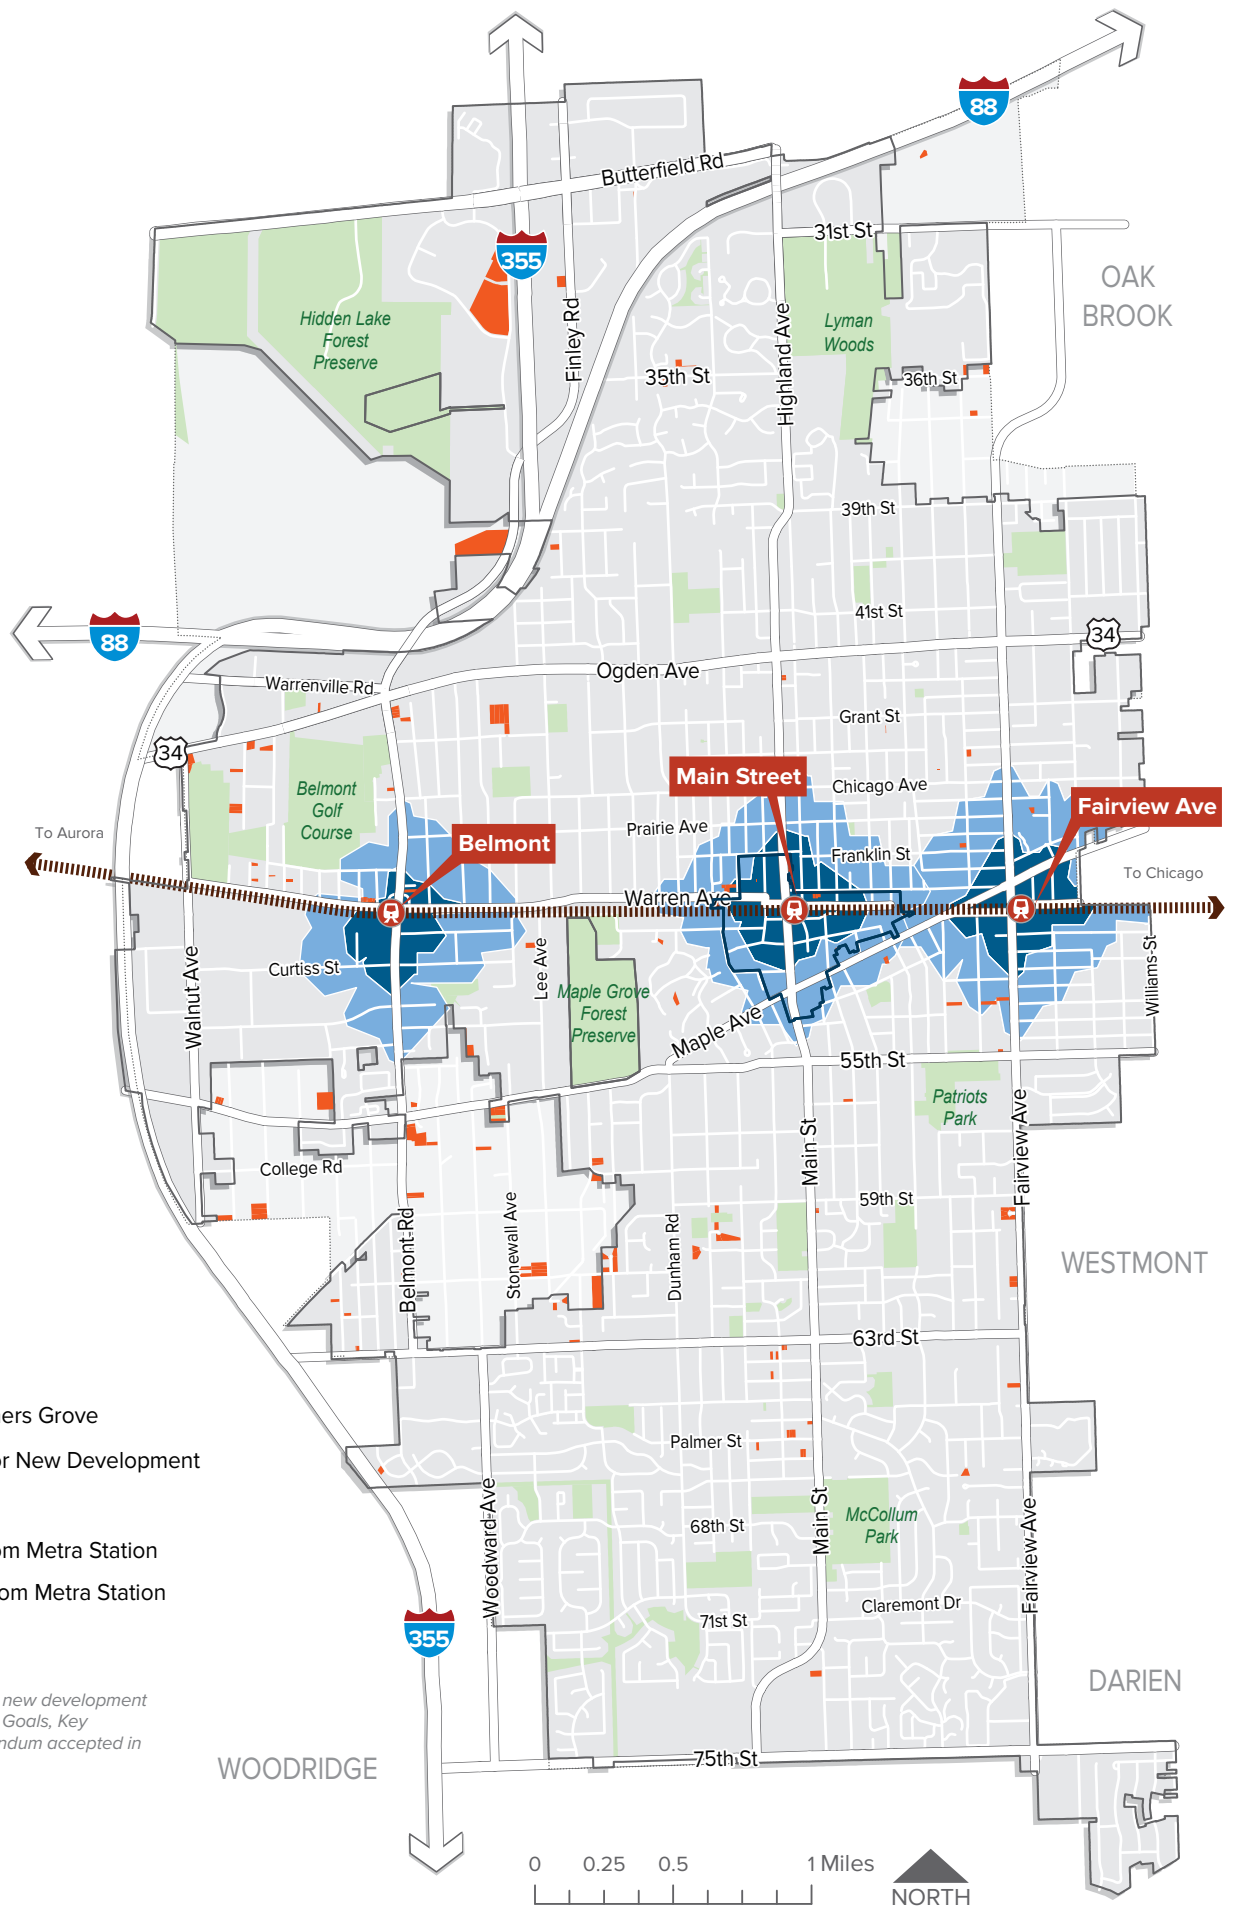 88
Butterfield Rd
31st St
355
OAK
BROOK
Hidden Lake
Forest
Preserve
Finley Rd
Highland Ave
Lyman
Woods
35th St
36th St
39th St
41st St
88
34
Ogden Ave
Warrenville Rd
Grant St
34
Main Street
Chicago Ave
Belmont
Golf
Course
Fairview Ave
Prairie Ave
To Aurora
Belmont
Franklin St
To Chicago
Warren Ave
Curtiss St
Lee Ave
Walnut Ave
Williams St
Maple Grove
Forest
Preserve
Maple Ave
55th St
Patriots
Park
Main St
Fairview Ave
College Rd
59th St
Stonewall Ave
Dunham Rd
Belmont Rd
WESTMONT
63rd St
ers Grove
or New Development
Palmer St
Woodward Ave
Main St
McCollum
Park
68th St
Fairview Ave
om Metra Station
om Metra Station
Claremont Dr
71st St
355
DARIEN
new development
Goals, Key
ndum accepted in
WOODRIDGE
75th St
0 0.25 0.5 1 Miles
NORTH